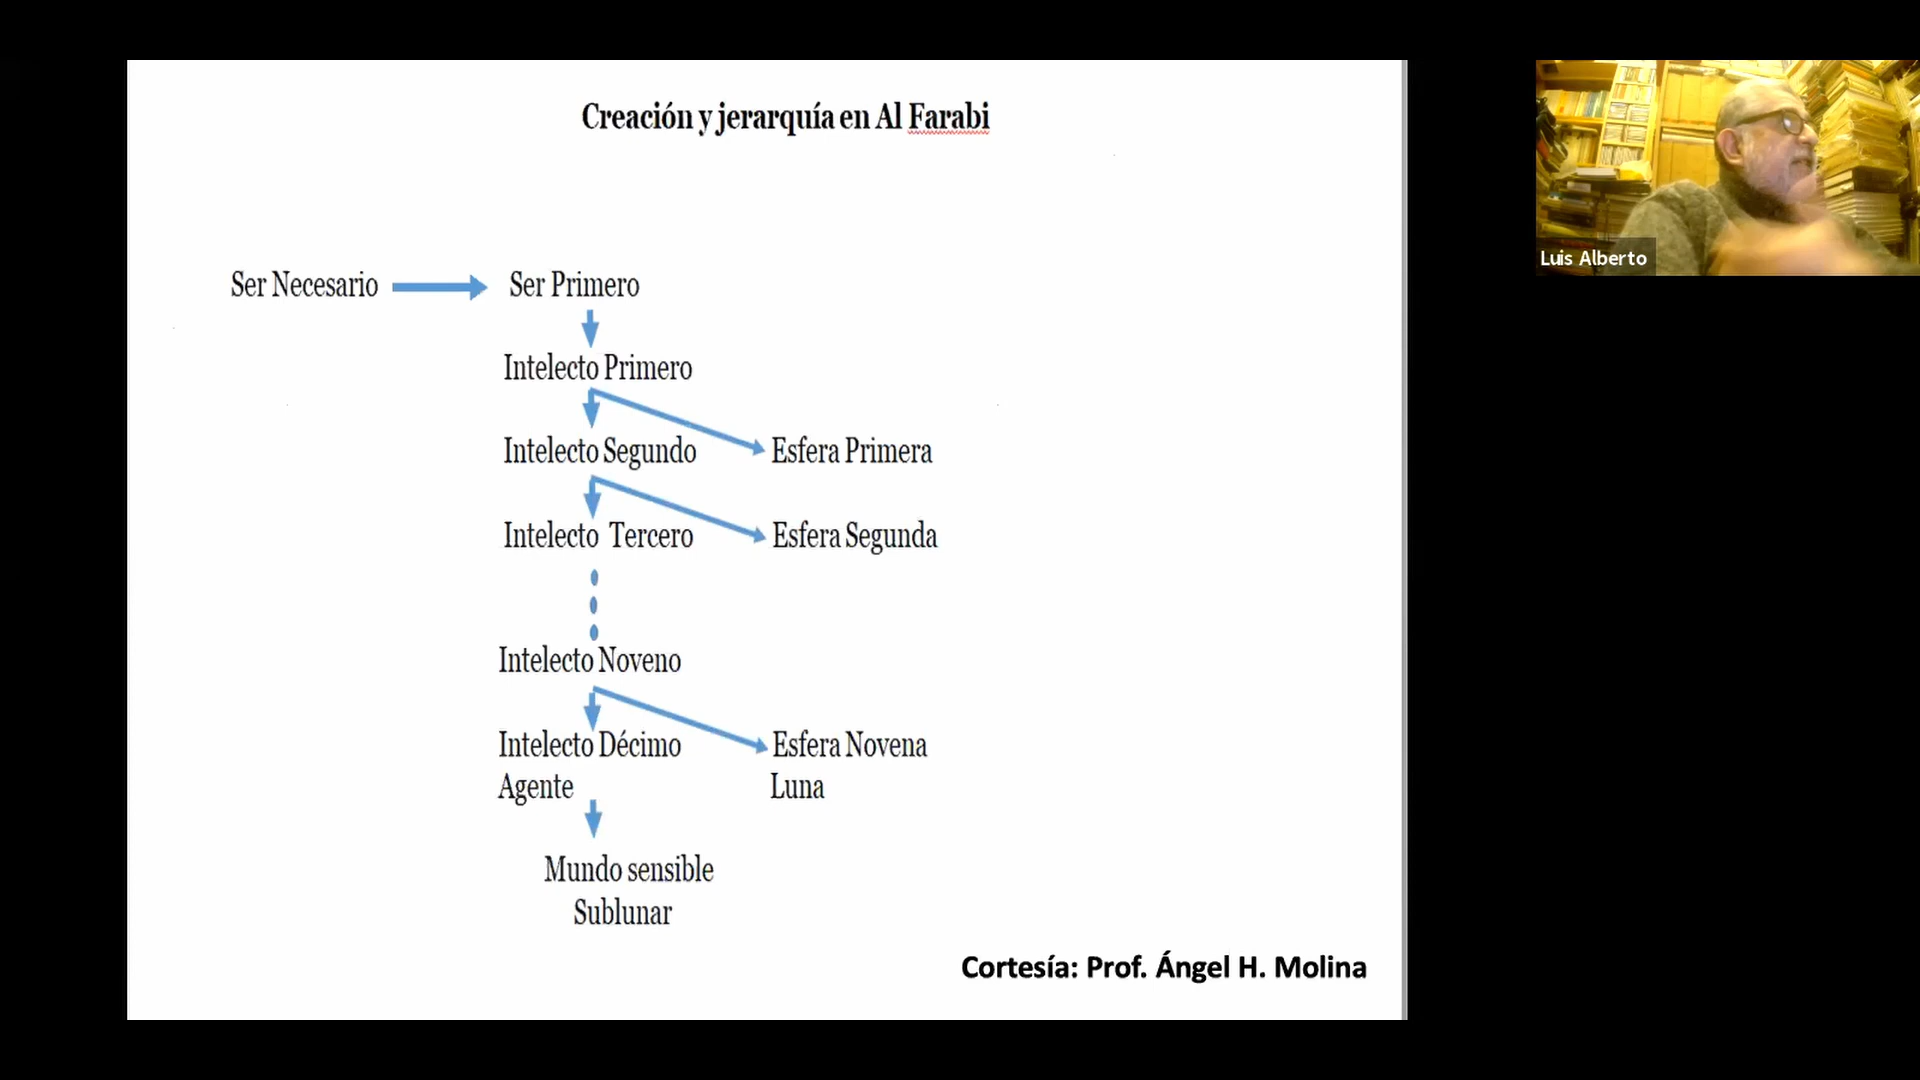 Creación y jerarquía en Al Farabi
Luis Alberto
Ser Necesario Ser Primero
Intelecto Primero
Intelecto Segundo Esfera Primera
Intelecto Tercero Esfera Segunda
Intelecto Noveno
Intelecto Décimo Esfera Novena
Agente Luna
Mundo sensible
Sublunar
Cortesía: Prof. Ángel H. Molina